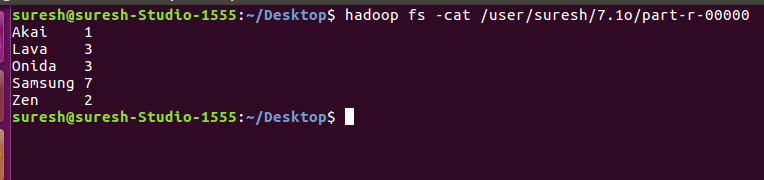 suresh@suresh-Studio-1555:~/Desktop$ hadoop fs -cat /user/suresh/7.1o/part-r-00000
Akai    1
Lava    3
Onida   3
Samsung 7
Zen     2
suresh@suresh-Studio-1555:~/Desktop$